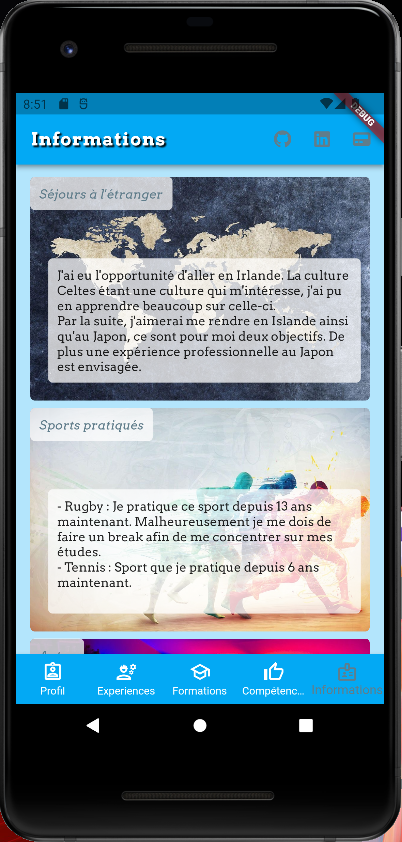 8:51
DEBUG
Informations
Séjours à l'étranger
J'ai eu l'opportunité d'aller en Irlande. La culture
Celtes étant une culture qui m'intéresse, j'ai pu
en apprendre beaucoup sur celle-ci.
Par la suite, j'aimerai me rendre en Islande ainsi
qu'au Japon, ce sont pour moi deux objectifs. De
plus une expérience professionnelle au Japon
est envisagée.
Sports pratiqués
- Rugby : Je pratique ce sport depuis 13 ans
maintenant. Malheureusement je me dois de
faire un break afin de me concentrer sur mes
études.
- Tennis : Sport que je pratique depuis 6 ans
maintenant.
Profil
Experiences
Formations
Compétenc...
Informations